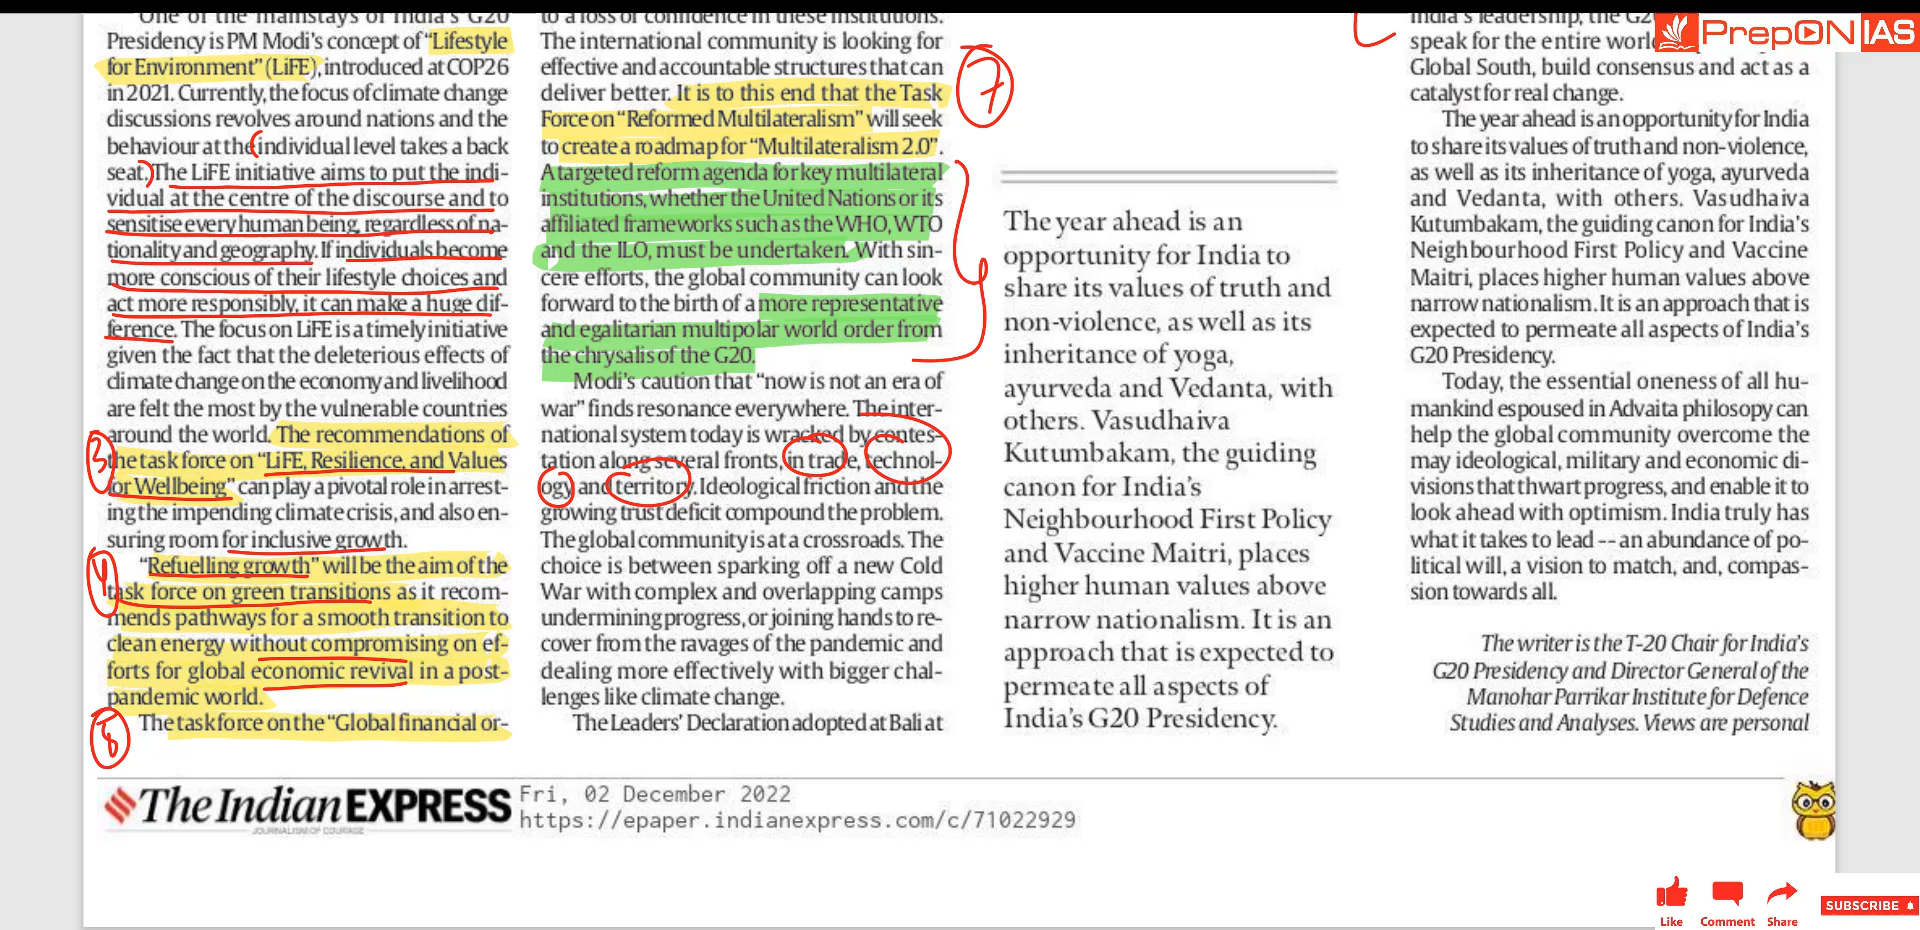 One of the mainstays of India's G20
Presidency is PM Modi's concept of "Lifestyle
for Environment" (LiFE), introduced at COP26
in 2021. Currently, the focus of climate change
discussions revolves around nations and the
behaviour at the individual level takes a back
seat. The LiFE initiative aims to put the indi-
vidual at the centre of the discourse and to
sensitise every human being, regardless of na-
tionality and geography. If individuals become
more conscious of their lifestyle choices and
act more responsibly, it can make a huge dif-
ference. The focus on LiFE is a timely initiative
given the fact that the deleterious effects of
climate change on the economy and livelihood
are felt the most by the vulnerable countries
around the world. The recommendations of
the task force on "LiFE, Resilience, and Values
for Wellbeing" can play a pivotal role in arrest-
ing the impending climate crisis, and also en-
suring room for inclusive growth.
"Refuelling growth" will be the aim of the
task force on green transitions as it recom-
mends pathways for a smooth transition to
clean energy without compromising on ef-
forts for global economic revival in a post-
pandemic world.
The task force on the "Global financial or-
3
4
5
to a loss of confidence in these institutions.
The international community is looking for
effective and accountable structures that can
deliver better. It is to this end that the Task
Force on "Reformed Multilateralism" will seek
to create a roadmap for "Multilateralism 2.0".
A targeted reform agenda for key multilateral
institutions, whether the United Nations or its
affiliated frameworks such as the WHO, WTO
and the ILO, must be undertaken. With sin-
cere efforts, the global community can look
forward to the birth of a more representative
and egalitarian multipolar world order from
the chrysalis of the G20.
Modi's caution that "now is not an era of
war" finds resonance everywhere. The inter-
national system today is wracked by contes-
tation along several fronts, in trade, technol-
ogy and territory. Ideological friction and the
growing trust deficit compound the problem.
The global community is at a crossroads. The
choice is between sparking off a new Cold
War with complex and overlapping camps
undermining progress, or joining hands to re-
cover from the ravages of the pandemic and
dealing more effectively with bigger chal-
lenges like climate change.
The Leaders' Declaration adopted at Bali at
7
The year ahead is an
opportunity for India to
share its values of truth and
non-violence, as well as its
inheritance of yoga,
ayurveda and Vedanta, with
others. Vasudhaiva
Kutumbakam, the guiding
canon for India's
Neighbourhood First Policy
and Vaccine Maitri, places
higher human values above
narrow nationalism. It is an
approach that is expected to
permeate all aspects of
India's G20 Presidency.
India's leadership, the G2
speak for the entire worl
Global South, build consensus and act as a
catalyst for real change.
The year ahead is an opportunity for India
to share its values of truth and non-violence,
as well as its inheritance of yoga, ayurveda
and Vedanta, with others. Vasudhaiva
Kutumbakam, the guiding canon for India's
Neighbourhood First Policy and Vaccine
Maitri, places higher human values above
narrow nationalism. It is an approach that is
expected to permeate all aspects of India's
G20 Presidency.
Today, the essential oneness of all hu-
mankind espoused in Advaita philosopy can
help the global community overcome the
may ideological, military and economic di-
visions that thwart progress, and enable it to
look ahead with optimism. India truly has
what it takes to lead -- an abundance of po-
litical will, a vision to match, and, compas-
sion towards all.
The writer is the T-20 Chair for India's
G20 Presidency and Director General of the
Manohar Parrikar Institute for Defence
Studies and Analyses. Views are personal
PrepON IAS
The Indian EXPRESS
JOURNALISM OF COURAGE
Fri, 02 December 2022
https://epaper.indianexpress.com/c/71022929
Like Comment Share SUBSCRIBE